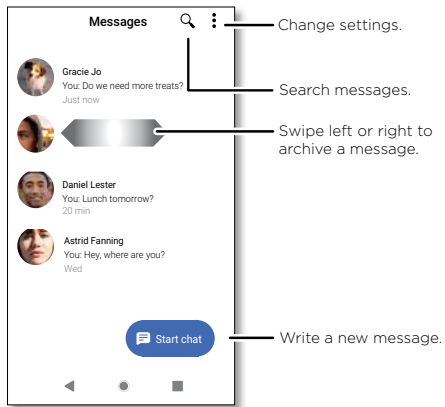 Messages
Change settings.
Gracie Jo
You: Do we need more treats?
Just now
Search messages.
Swipe left or right to
archive a message.
Daniel Lester
You: Lunch tomorrow?
20 min
Astrid Fanning
You: Hey, where are you?
Wed
Start chat
Write a new message.